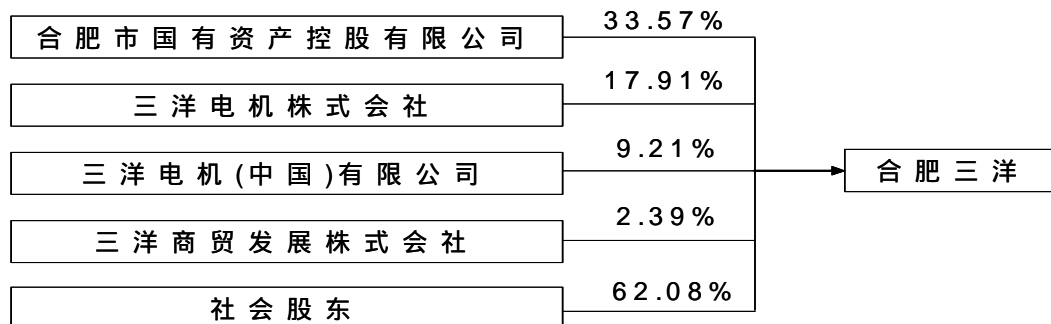 合肥市国有资产控股有限公司
33.57%
三洋电机株式会社
17.91%
三洋电机(中国)有限公司
9.21%
三洋商贸发展株式会社
2.39%
社会股东
62.08%
合肥三洋